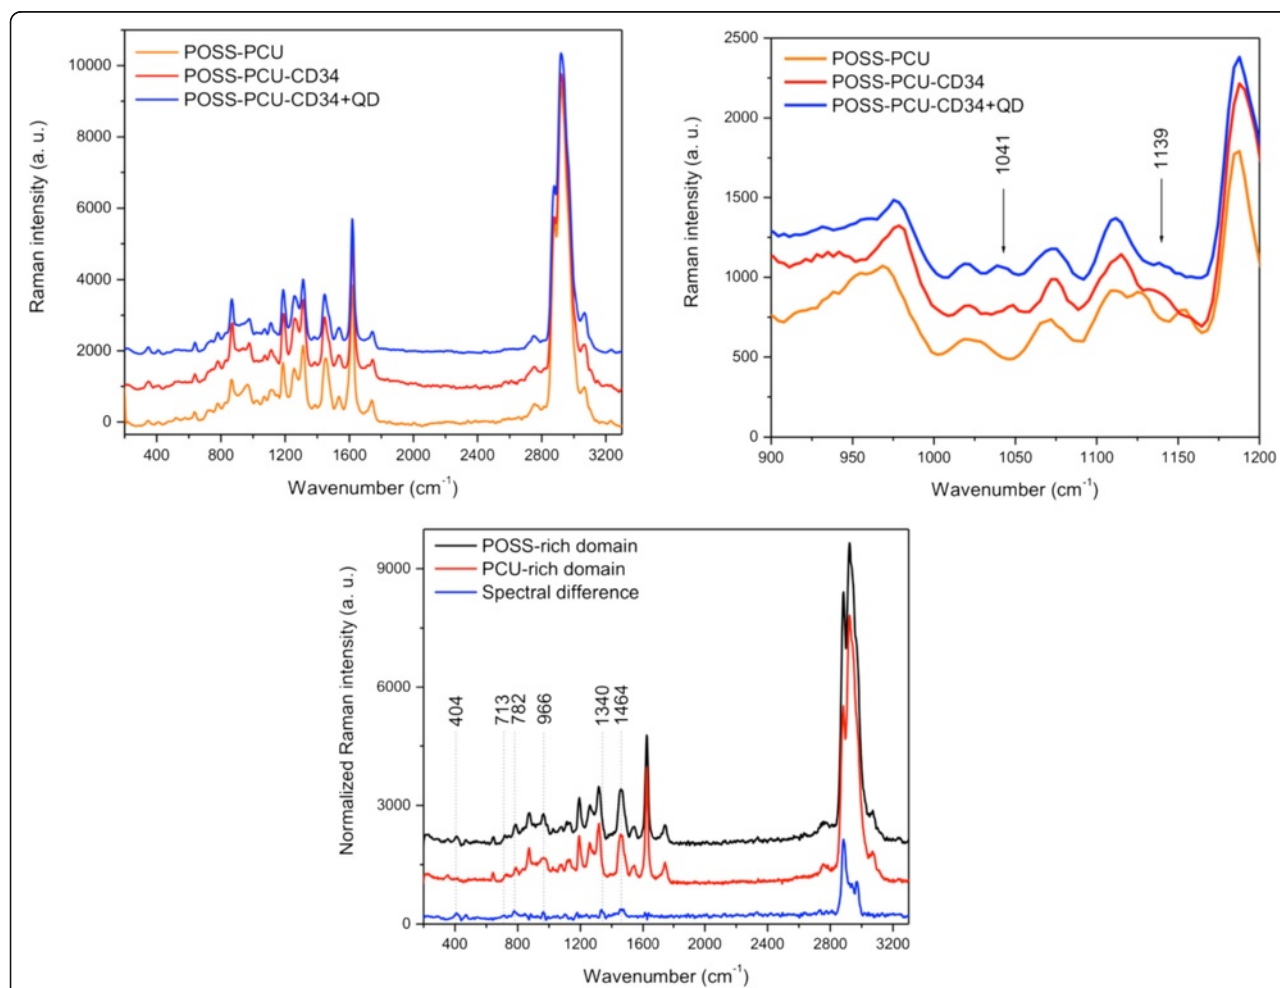 POSS-PCU
POSS-PCU-CD34
POSS-PCU-CD34+QD
10000
8000
6000
4000
2000
0
Raman intensity (a. u.)
400 800 1200 1600 2000 2400 2800 3200
Wavenumber (cm⁻¹)
POSS-PCU
POSS-PCU-CD34
POSS-PCU-CD34+QD
1041
1139
2500
2000
1500
1000
500
0
Raman intensity (a. u.)
900 950 1000 1050 1100 1150 1200
Wavenumber (cm⁻¹)
POSS-rich domain
PCU-rich domain
Spectral difference
404 713 782 966 1340 1464
9000
6000
3000
0
Normalized Raman intensity (a. u.)
400 800 1200 1600 2000 2400 2800 3200
Wavenumber (cm⁻¹)